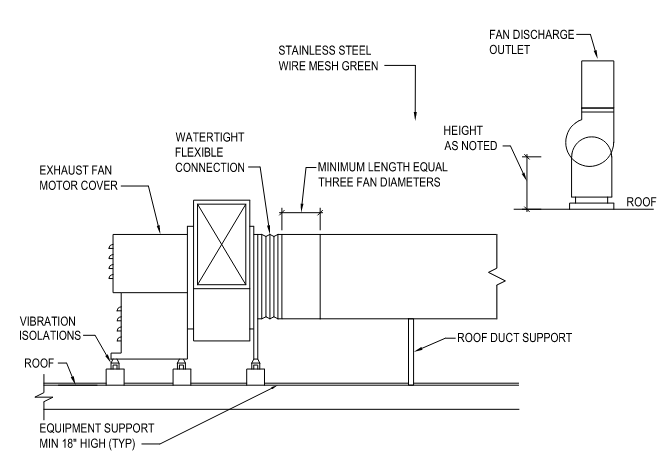 FAN DISCHARGE
OUTLET
STAINLESS STEEL
WIRE MESH GREEN
HEIGHT
AS NOTED
WATERTIGHT
FLEXIBLE
CONNECTION
MINIMUM LENGTH EQUAL
THREE FAN DIAMETERS
EXHAUST FAN
MOTOR COVER
ROOF
VIBRATION
ISOLATIONS
ROOF DUCT SUPPORT
ROOF
EQUIPMENT SUPPORT
MIN 18" HIGH (TYP)